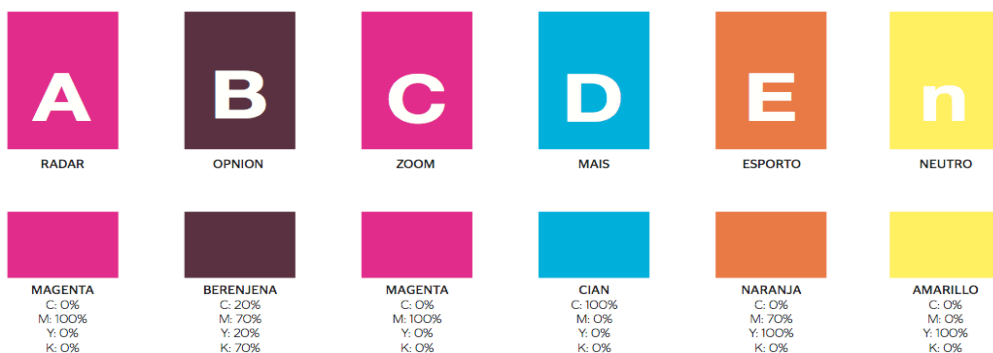 A B C D E n
RADAR OPNION ZOOM MAIS ESPORTO NEUTRO
MAGENTA BERENJENA MAGENTA CIAN NARANJA AMARILLO
C: 0% C: 20% C: 0% C: 100% C: 0% C: 0%
M: 100% M: 70% M: 100% M: 0% M: 70% M: 0%
Y: 0% Y: 20% Y: 0% Y: 0% Y: 100% Y: 100%
K: 0% K: 70% K: 0% K: 0% K: 0% K: 0%